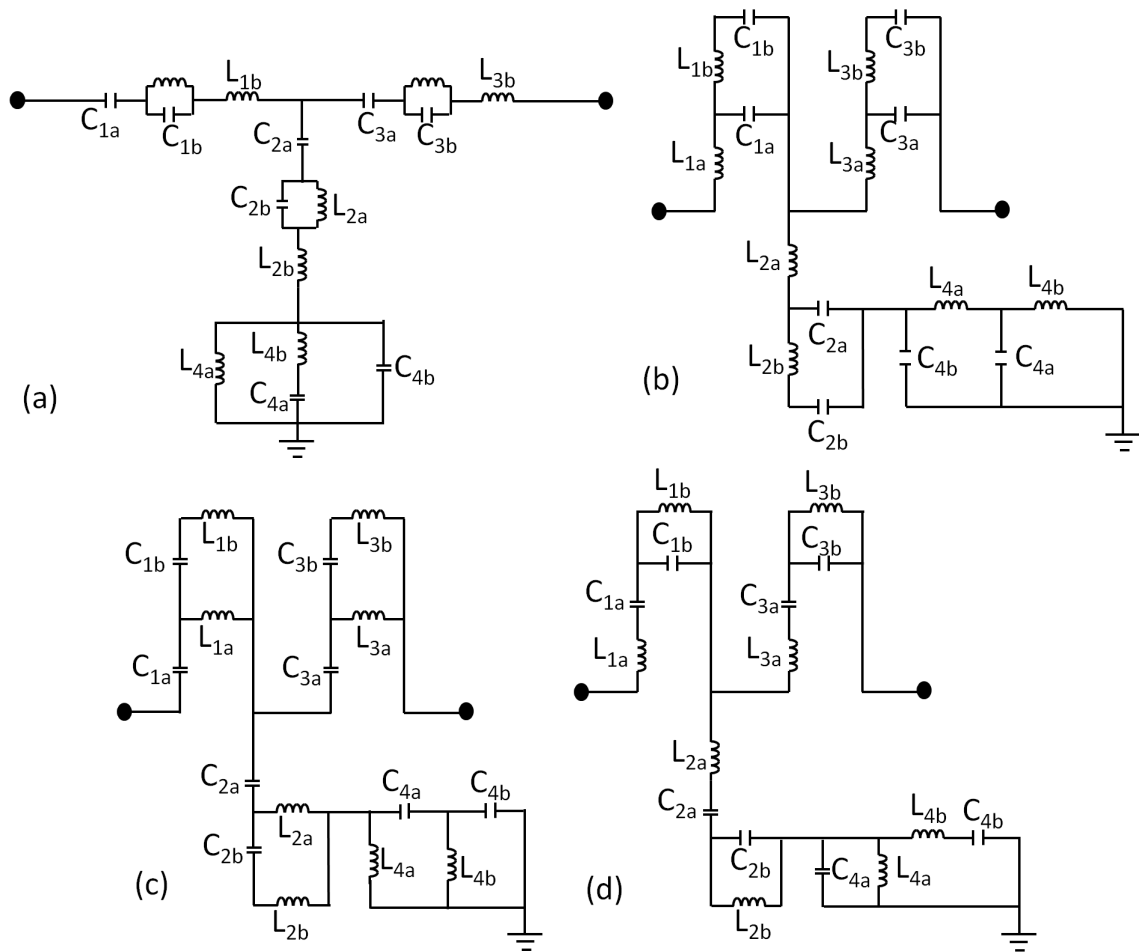 L1b
L3b
C1a
C1b
C3a
C3b
C2a
C2b
L2a
L2b
L4a
L4b
C4a
C4b
(a)
C1b
C3b
L1b
L3b
C1a
C3a
L1a
L3a
L2a
L4a
L4b
C2a
C4b
C4a
L2b
C2b
(b)
L1b
L3b
C1b
C3b
L1a
L3a
C1a
C3a
C2a
C4a
C4b
L2a
C2b
L4a
L4b
L2b
(c)
L1b
L3b
C1b
C3b
C1a
C3a
L1a
L3a
L2a
C2a
L4b
C4b
C2b
C4a
L4a
L2b
(d)